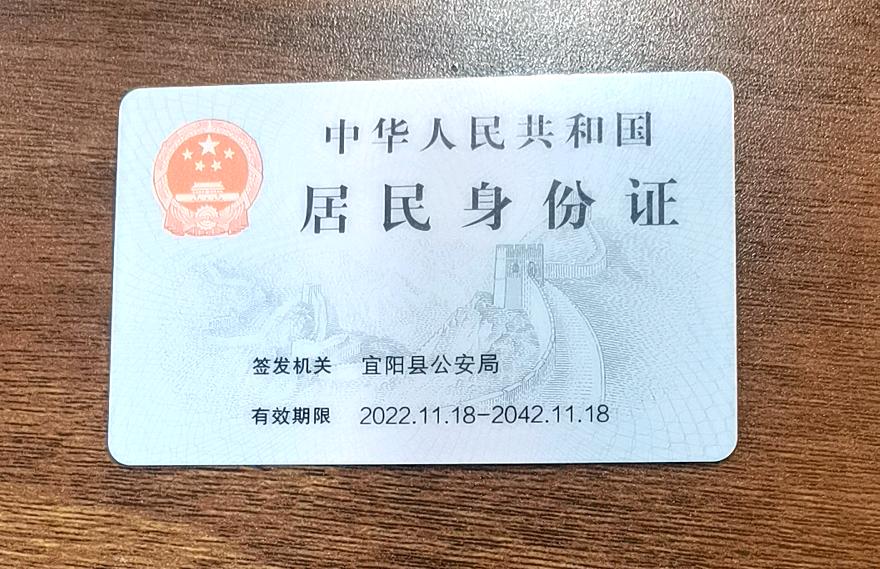 中华人民共和国
居民身份证
签发机关 宜阳县公安局
有效期限 2022.11.18-2042.11.18